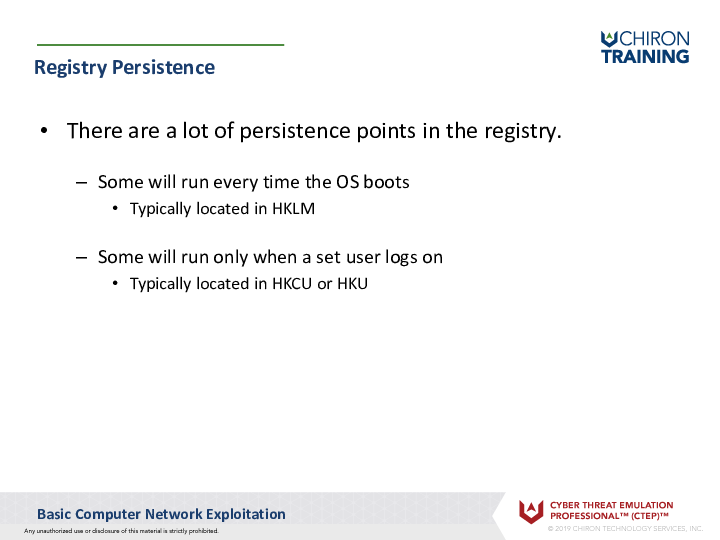 CHIRON
TRAINING
Registry Persistence
• There are a lot of persistence points in the registry.
– Some will run every time the OS boots
• Typically located in HKLM
– Some will run only when a set user logs on
• Typically located in HKCU or HKU
Basic Computer Network Exploitation
Any unauthorized use or disclosure of this material is strictly prohibited.
CYBER THREAT EMULATION
PROFESSIONAL™ (CTEP)™
© 2019 CHIRON TECHNOLOGY SERVICES, INC.